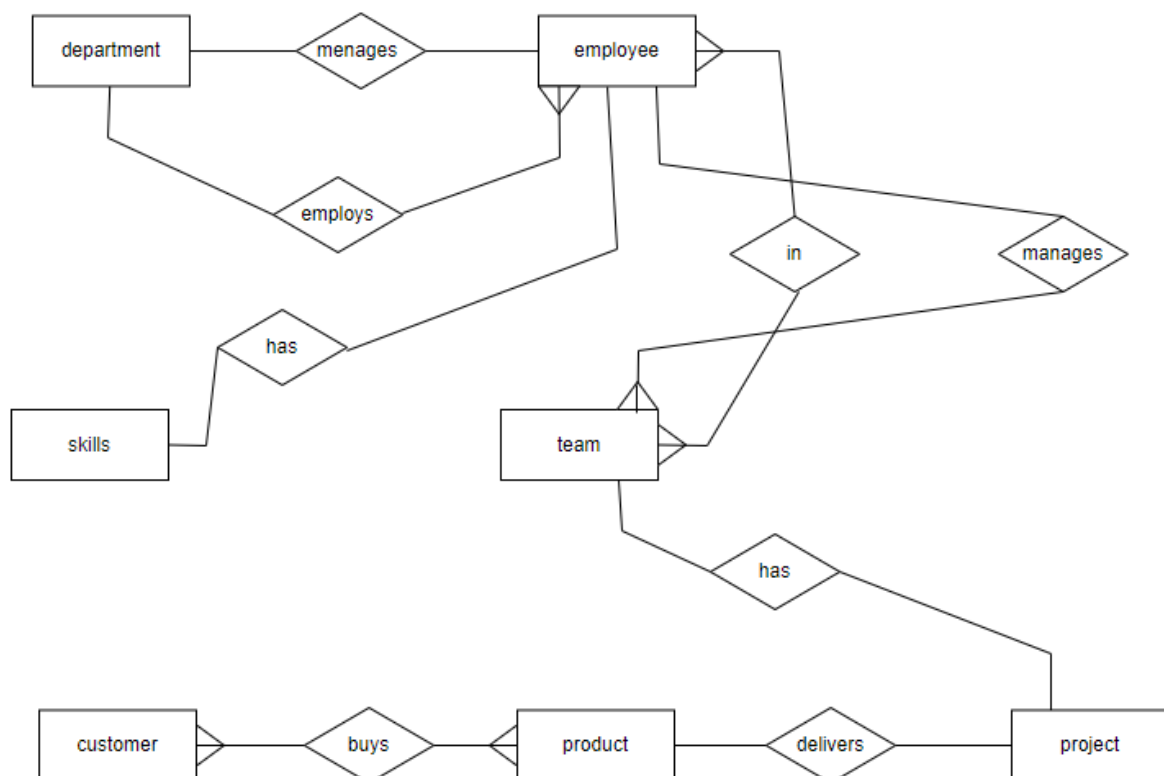 department
menages
employee
employs
in
manages
has
skills
team
has
customer
buys
product
delivers
project